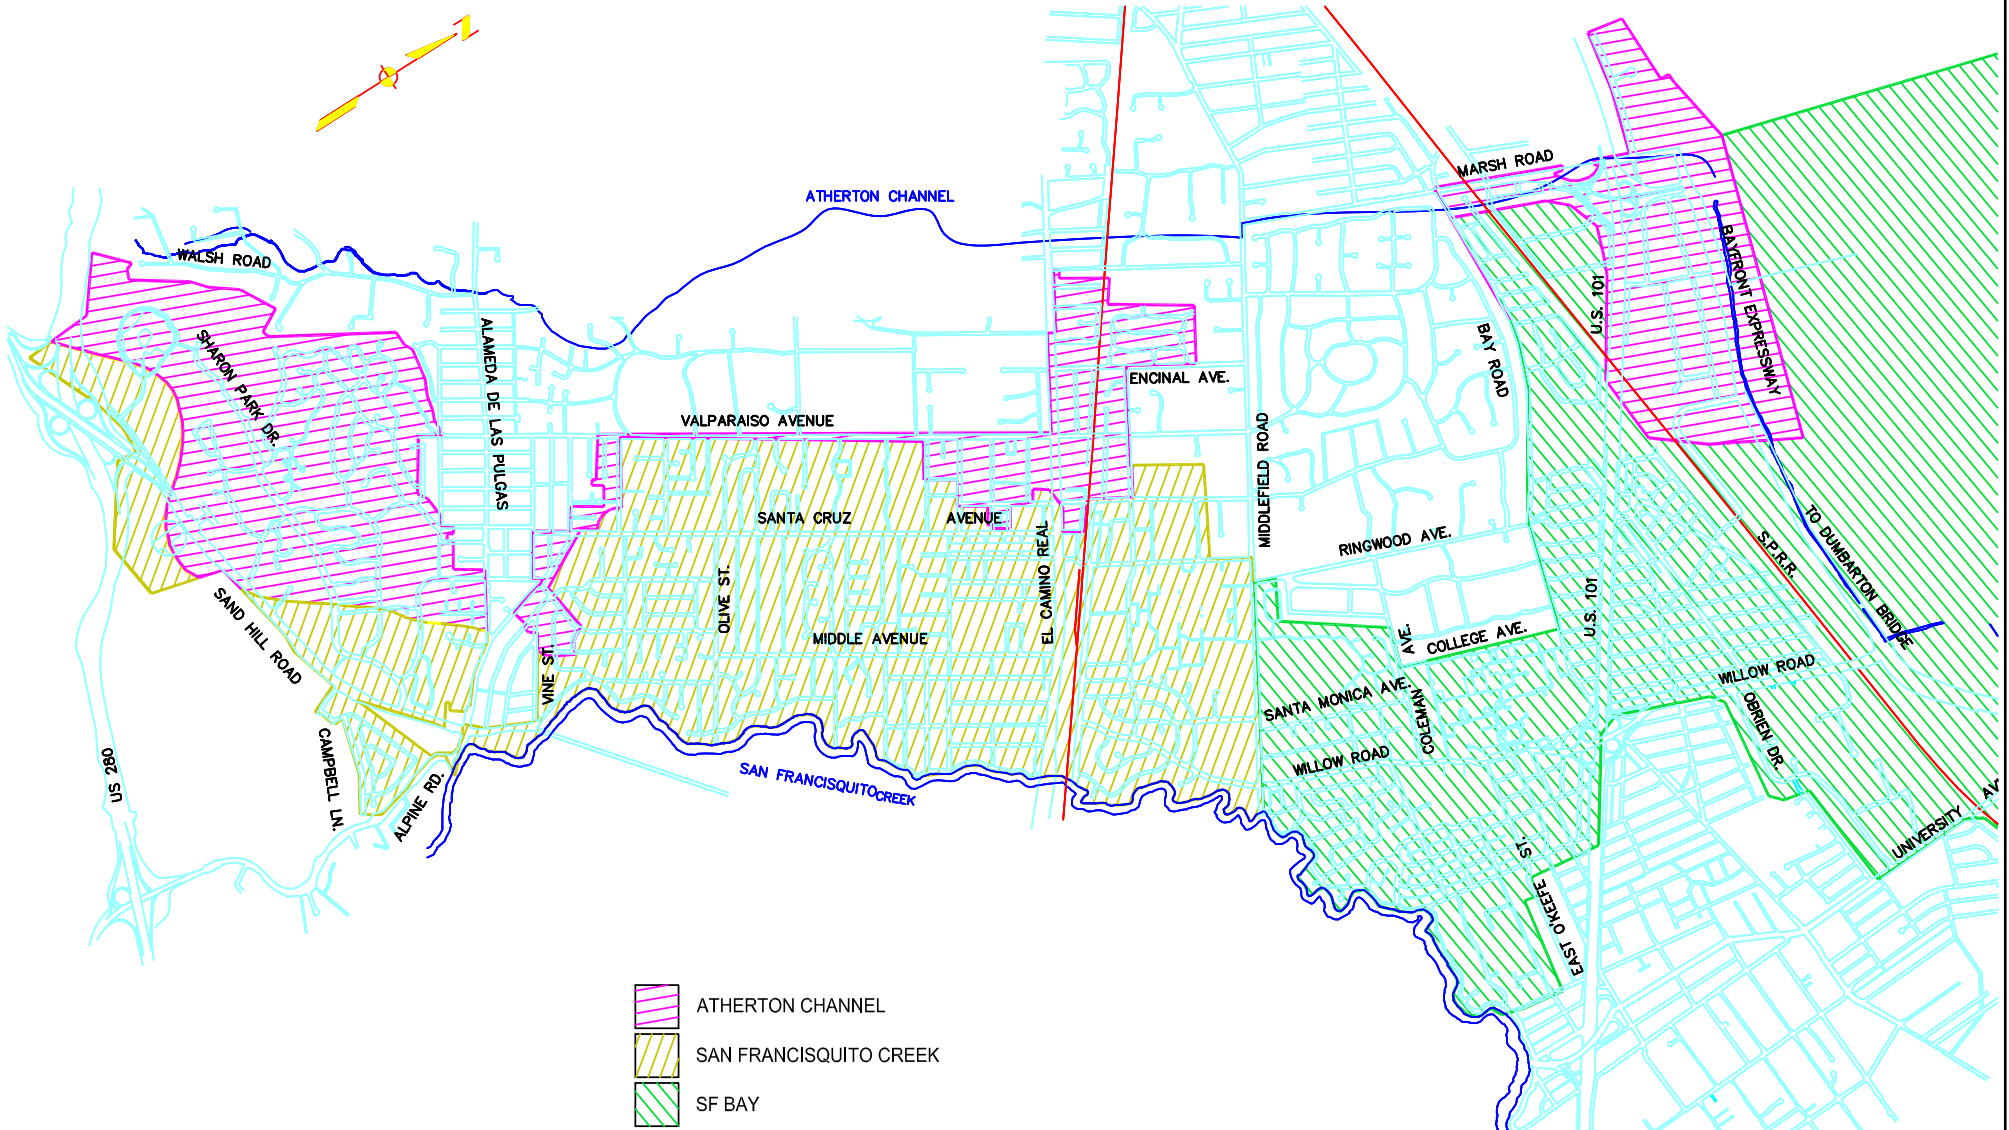 MARSH ROAD
ATHERTON CHANNEL
WALSH ROAD
BAYFRONT EXPRESSWAY
U.S. 101
SHARON PARK DR.
ALAMEDA DE LAS PULGAS
BAY ROAD
ENCINAL AVE.
VALPARAISO AVENUE
MIDDLEFIELD ROAD
SANTA CRUZ AVENUE
EL CAMINO REAL
RINGWOOD AVE.
S.P.R.R.
TO DUMBARTON BRIDGE
OLIVE ST.
U.S. 101
SAND HILL ROAD
MIDDLE AVENUE
COLLEGE AVE.
VINE ST.
COLEMAN AVE.
SANTA MONICA AVE.
WILLOW ROAD
OBRIEN DR.
WILLOW ROAD
US 280
CAMPBELL LN.
ALPINE RD.
SAN FRANCISQUITO CREEK
UNIVERSITY AV
EAST O'KEEFE ST.
ATHERTON CHANNEL
SAN FRANCISQUITO CREEK
SF BAY